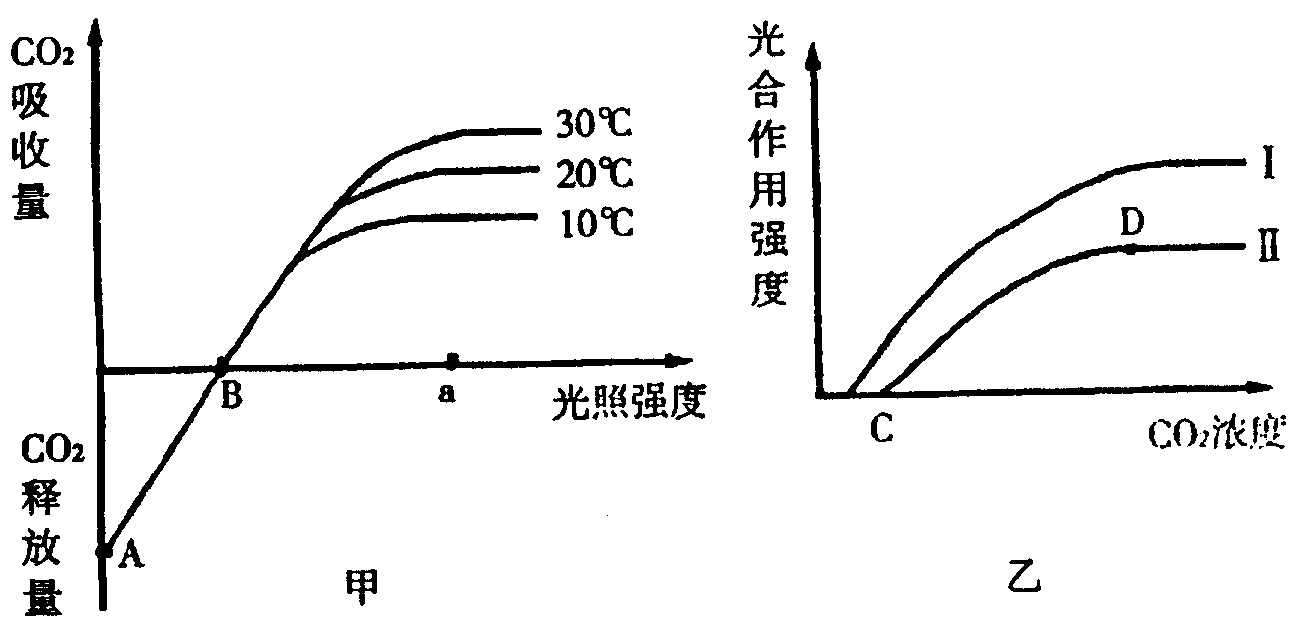 CO₂
吸
收
量
30℃
20℃
10℃
B
a
光照强度
CO₂
释
放
量
A
甲
光
合
作
用
强
度
I
D
II
C
CO₂浓度
乙